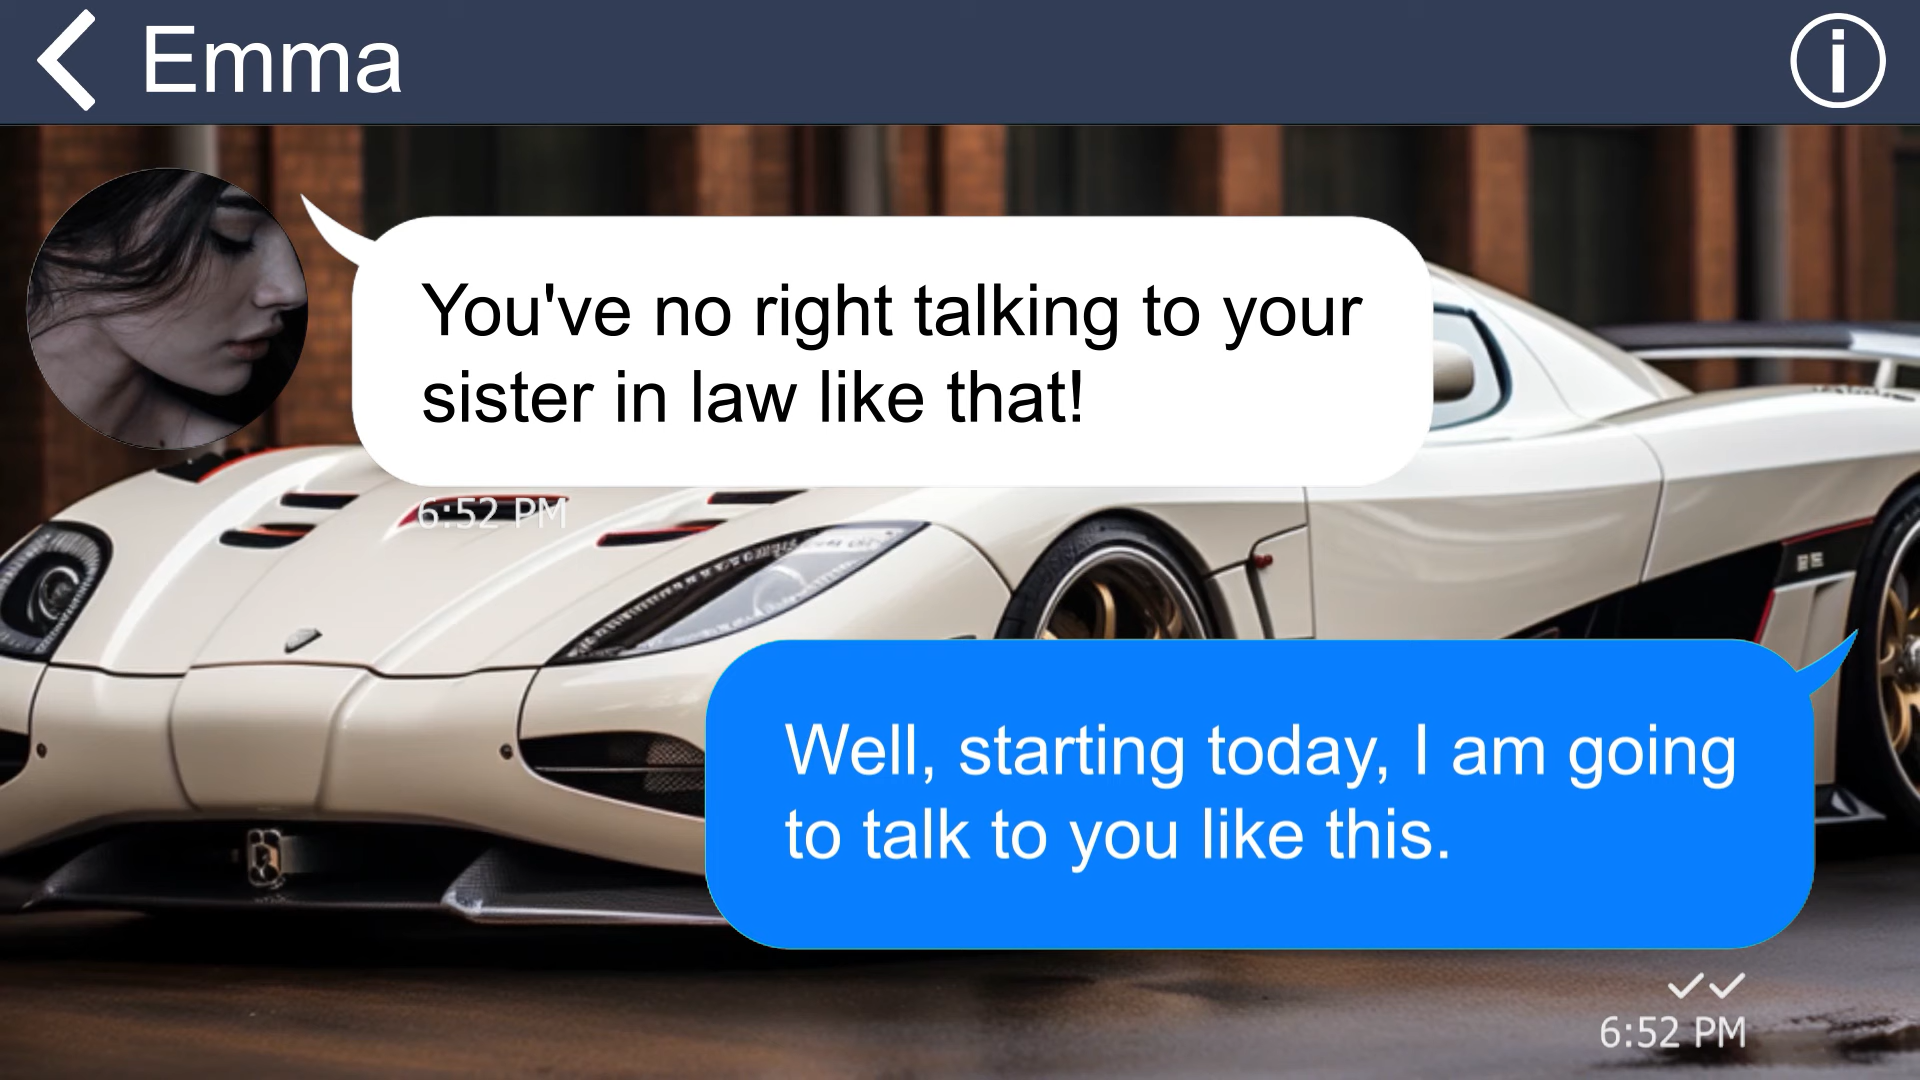 Emma
You've no right talking to your
sister in law like that!
6:52 PM
Well, starting today, I am going
to talk to you like this.
6:52 PM